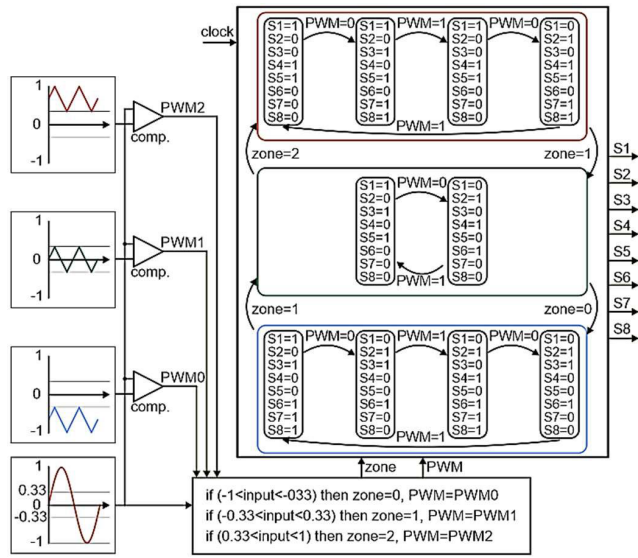 clock
S1=1
S2=0
S3=0
S4=1
S5=1
S6=0
S7=0
S8=0
PWM=0
S1=1
S2=0
S3=1
S4=0
S5=1
S6=0
S7=0
S8=1
PWM=1
S1=1
S2=0
S3=0
S4=1
S5=0
S6=0
S7=1
S8=0
PWM=0
S1=0
S2=0
S3=0
S4=1
S5=1
S6=0
S7=0
S8=1
PWM=1
zone=2
zone=1
S1=1
S2=0
S3=1
S4=0
S5=1
S6=0
S7=0
S8=0
PWM=0
S1=0
S2=0
S3=0
S4=1
S5=0
S6=0
S7=0
S8=1
PWM=1
zone=1
zone=0
S1=1
S2=0
S3=1
S4=0
S5=0
S6=1
S7=1
S8=0
PWM=0
S1=0
S2=1
S3=1
S4=0
S5=0
S6=1
S7=0
S8=1
PWM=1
S1=0
S2=1
S3=1
S4=0
S5=0
S6=1
S7=1
S8=0
PWM=0
S1=0
S2=1
S3=0
S4=1
S5=0
S6=1
S7=0
S8=1
PWM=1
S1
S2
S3
S4
S5
S6
S7
S8
1
0
-1
PWM2
comp.
1
0
-1
PWM1
comp.
1
0
-1
PWM0
comp.
1
0.33
0
-0.33
-1
zone
PWM
if (-1<input<-033) then zone=0, PWM=PWM0
if (-0.33<input<0.33) then zone=1, PWM=PWM1
if (0.33<input<1) then zone=2, PWM=PWM2